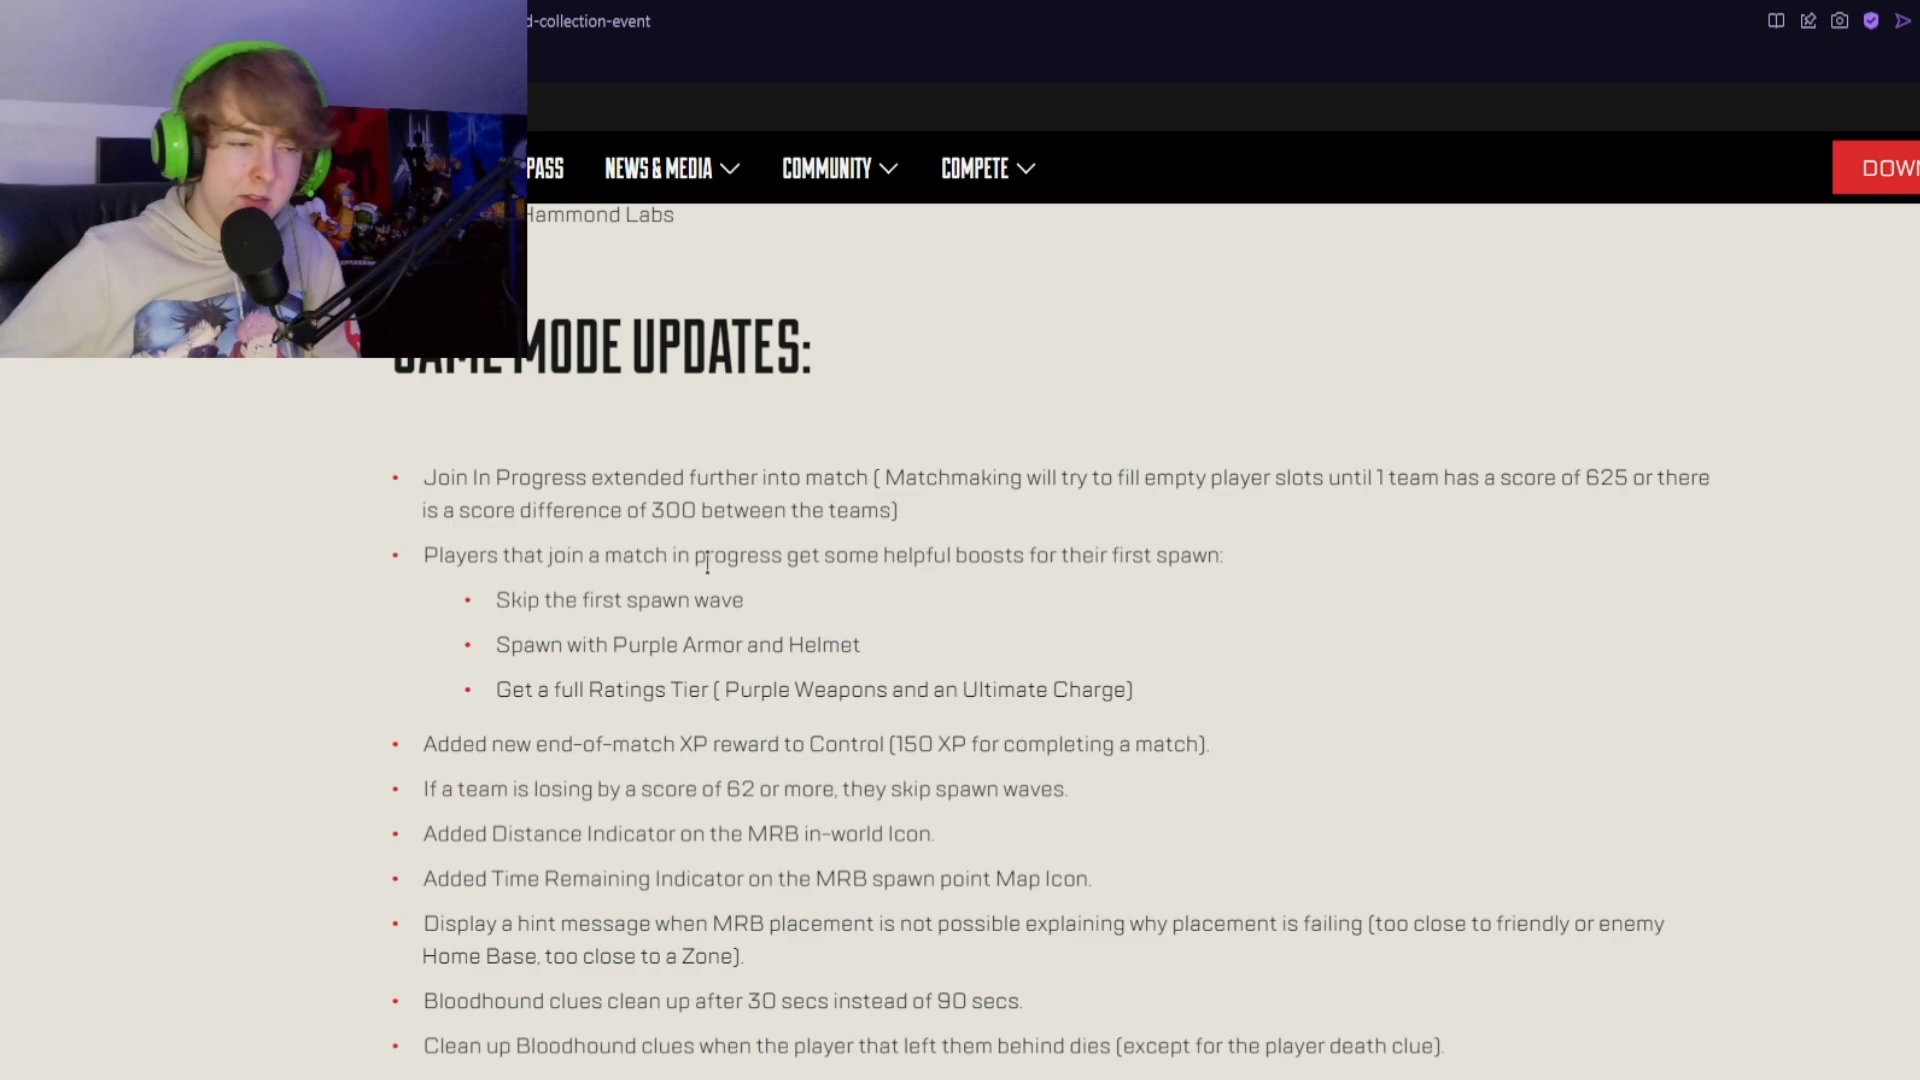 d-collection-event
PASS NEWS & MEDIA COMMUNITY COMPETE DOWN
Hammond Labs
GAME MODE UPDATES:
• Join In Progress extended further into match ( Matchmaking will try to fill empty player slots until 1 team has a score of 625 or there
is a score difference of 300 between the teams)
• Players that join a match in progress get some helpful boosts for their first spawn:
• Skip the first spawn wave
• Spawn with Purple Armor and Helmet
• Get a full Ratings Tier ( Purple Weapons and an Ultimate Charge)
• Added new end-of-match XP reward to Control (150 XP for completing a match).
• If a team is losing by a score of 62 or more, they skip spawn waves.
• Added Distance Indicator on the MRB in-world Icon.
• Added Time Remaining Indicator on the MRB spawn point Map Icon.
• Display a hint message when MRB placement is not possible explaining why placement is failing (too close to friendly or enemy
Home Base, too close to a Zone).
• Bloodhound clues clean up after 30 secs instead of 90 secs.
• Clean up Bloodhound clues when the player that left them behind dies (except for the player death clue).